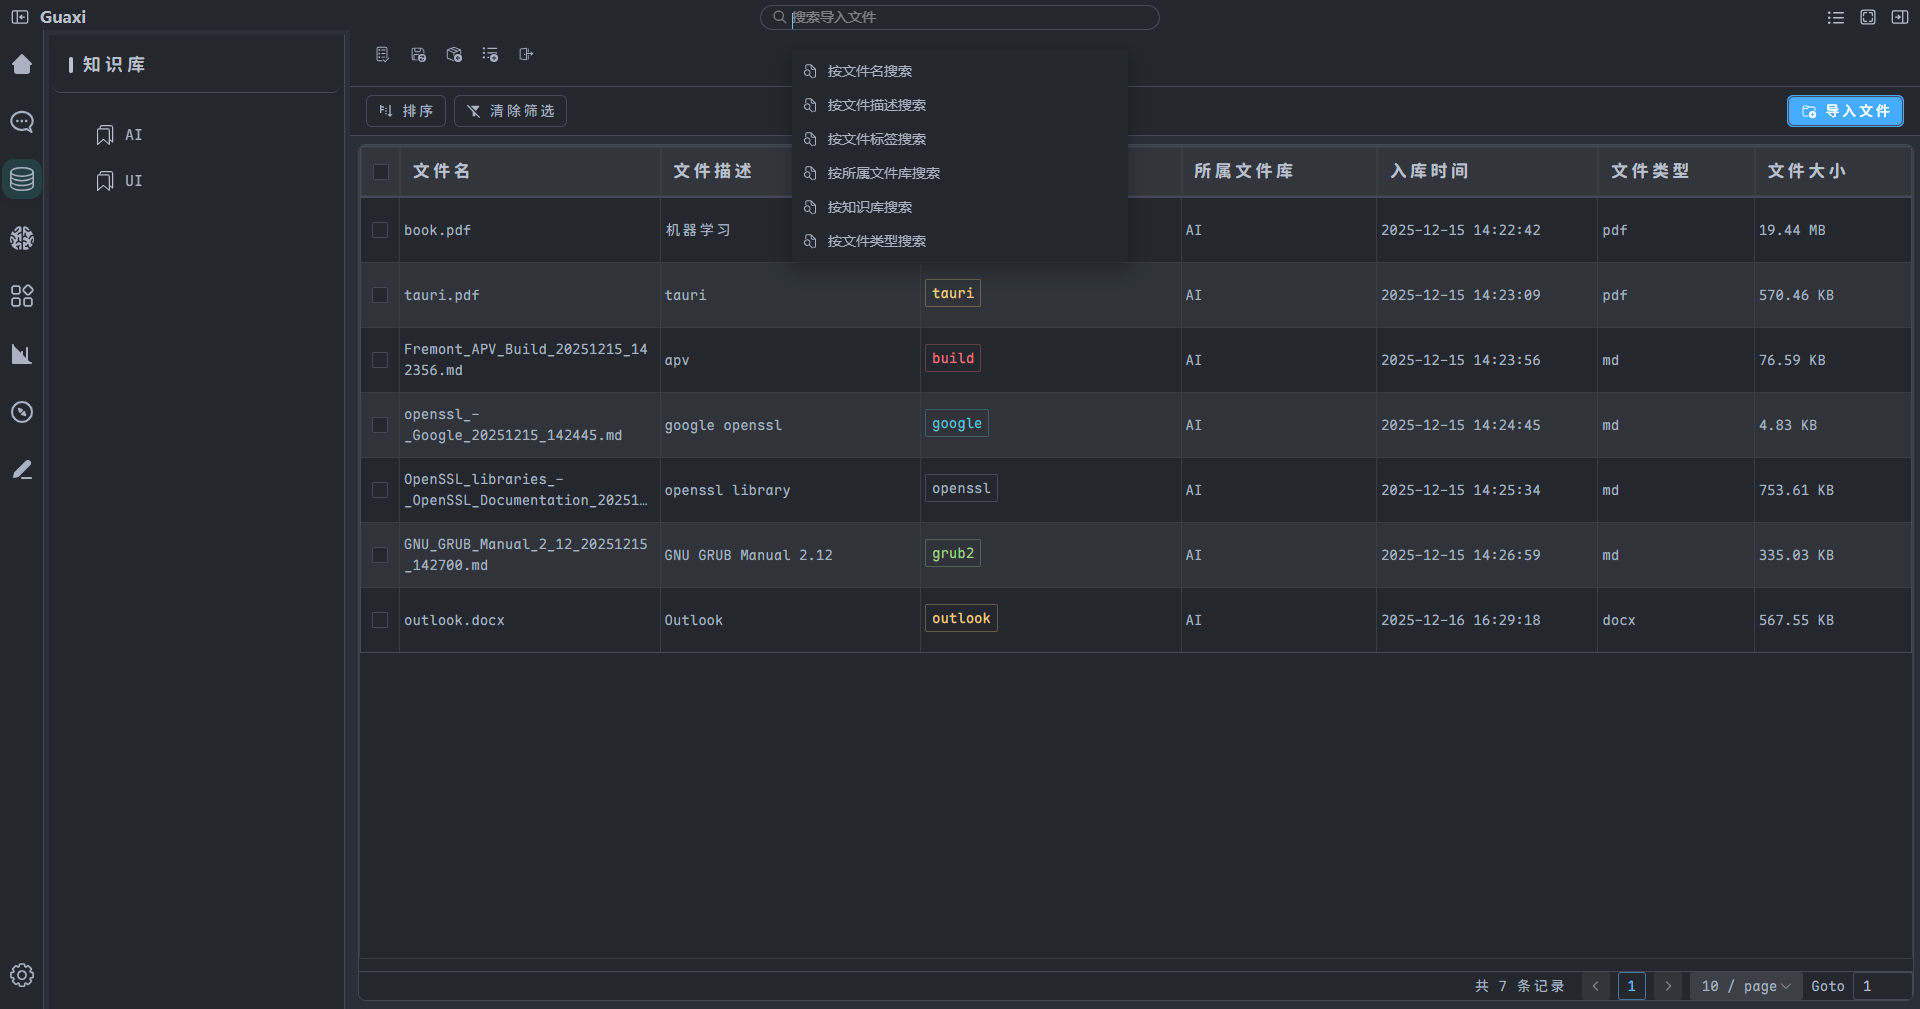 Guaxi
搜索导入文件
知识库
AI
UI
按文件名搜索
按文件描述搜索
按文件标签搜索
按所属文件库搜索
按知识库搜索
按文件类型搜索
排序
清除筛选
导入文件
文件名 文件描述 所属文件库 入库时间 文件类型 文件大小
book.pdf 机器学习 AI 2025-12-15 14:22:42 pdf 19.44 MB
tauri.pdf tauri tauri AI 2025-12-15 14:23:09 pdf 570.46 KB
Fremont_APV_Build_20251215_14
2356.md apv build AI 2025-12-15 14:23:56 md 76.59 KB
openssl_-
_Google_20251215_142445.md google openssl google AI 2025-12-15 14:24:45 md 4.83 KB
OpenSSL_libraries_-
_OpenSSL_Documentation_20251… openssl library openssl AI 2025-12-15 14:25:34 md 753.61 KB
GNU_GRUB_Manual_2_12_20251215
_142700.md GNU GRUB Manual 2.12 grub2 AI 2025-12-15 14:26:59 md 335.03 KB
outlook.docx Outlook outlook AI 2025-12-16 16:29:18 docx 567.55 KB
共 7 条记录 1 10 / page Goto 1